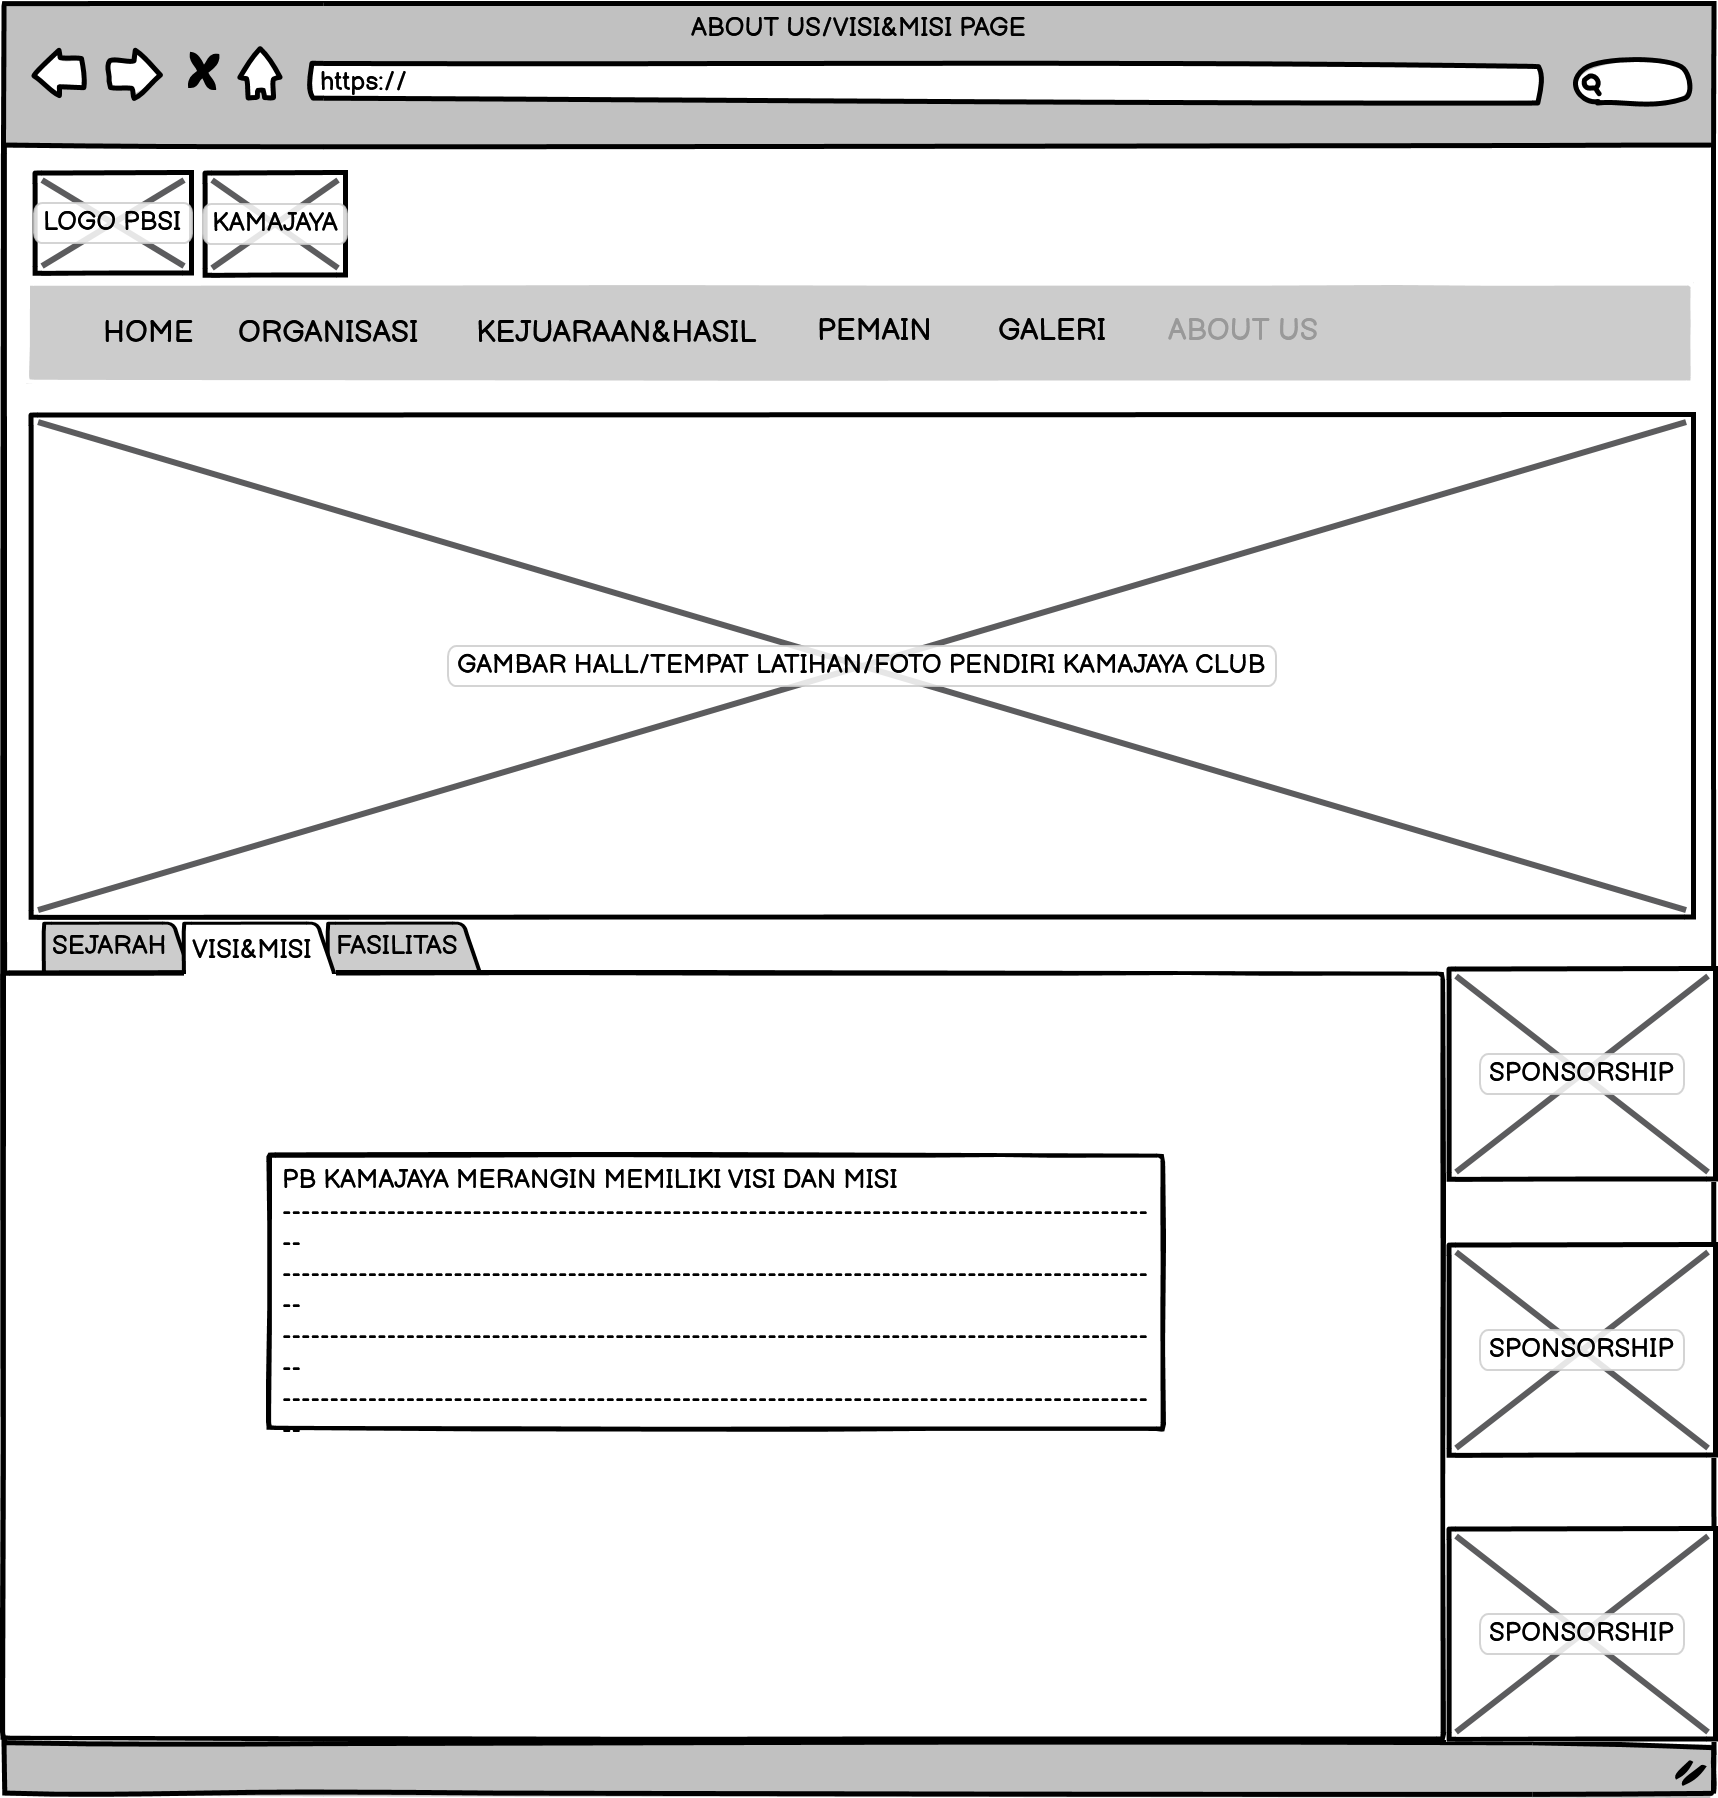 ABOUT US/VISI&MISI PAGE
https://
LOGO PBSI
KAMAJAYA
HOME ORGANISASI KEJUARAAN&HASIL PEMAIN GALERI ABOUT US
GAMBAR HALL/TEMPAT LATIHAN/FOTO PENDIRI KAMAJAYA CLUB
SEJARAH VISI&MISI FASILITAS
SPONSORSHIP
PB KAMAJAYA MERANGIN MEMILIKI VISI DAN MISI
SPONSORSHIP
SPONSORSHIP